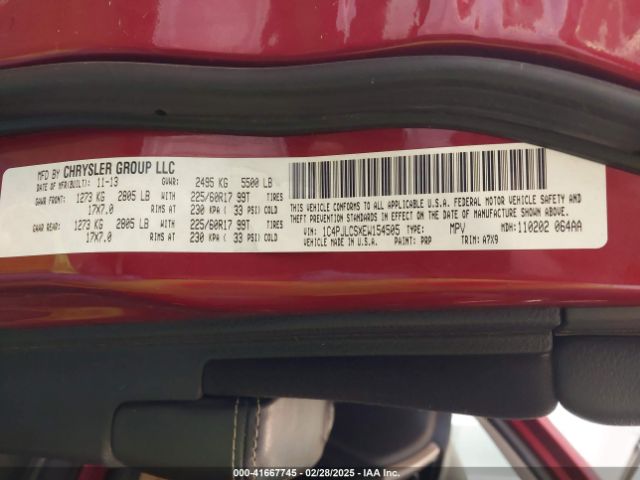 MFD BY CHRYSLER GROUP LLC
DATE OF MFR(BUILT): 11-13 GVWR: 2495 KG 5500 LB
GAWR FRONT: 1273 KG 2805 LB 225/60R17 99T TIRES
17X7.0 RIMS AT 230 KPA ( 33 PSI) COLD
GAWR REAR: 1273 KG 2805 LB 225/60R17 99T TIRES
17X7.0 RIMS AT 230 KPA ( 33 PSI) COLD
THIS VEHICLE CONFORMS TO ALL APPLICABLE U.S.A. FEDERAL MOTOR VEHICLE SAFETY AND
THEFT PREVENTION STANDARDS IN EFFECT ON THE DATE OF MANUFACTURE SHOWN ABOVE.
VIN: 1C4PJLCSXEW154505 TYPE: MPV MDH: 110202 064AA
VEHICLE MADE IN U.S.A. PAINT: PRP TRIM: A7X9
000-41667745 - 02/28/2025 - IAA Inc.